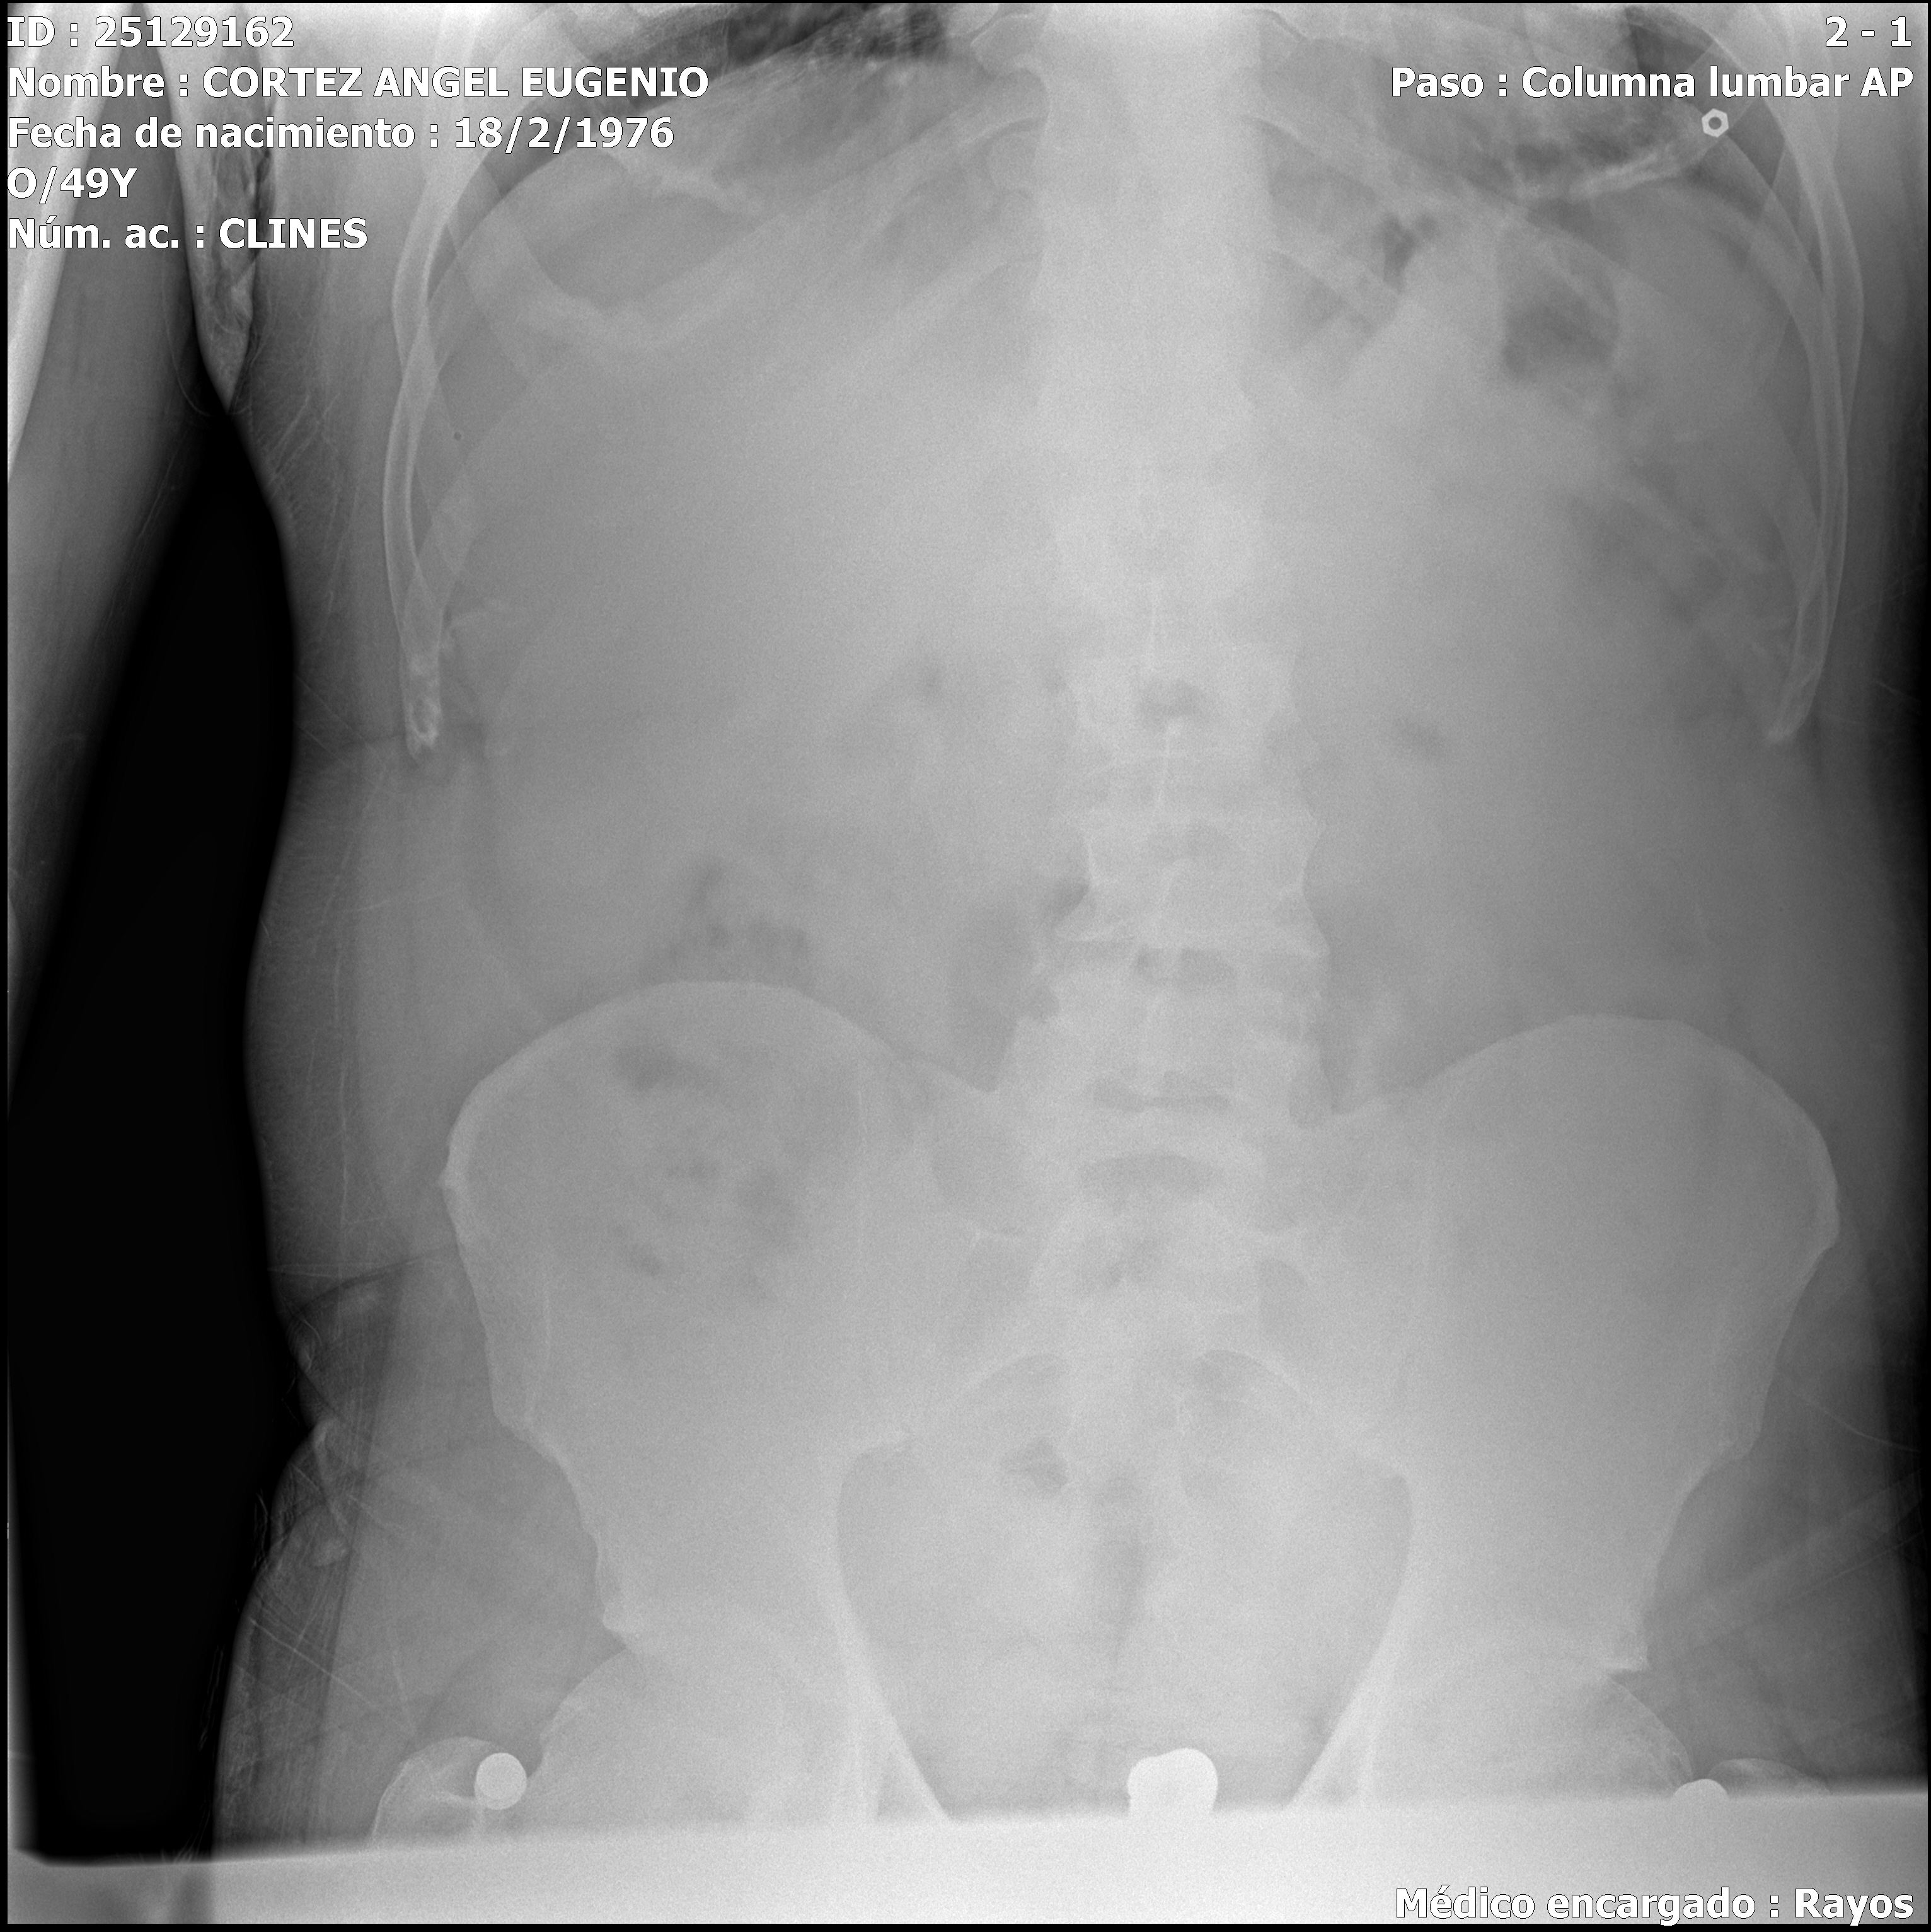 ID : 25129162
Nombre : CORTEZ ANGEL EUGENIO
Fecha de nacimiento : 18/2/1976
O/49Y
Núm. ac. : CLINES
2 - 1
Paso : Columna lumbar AP
Médico encargado : Rayos